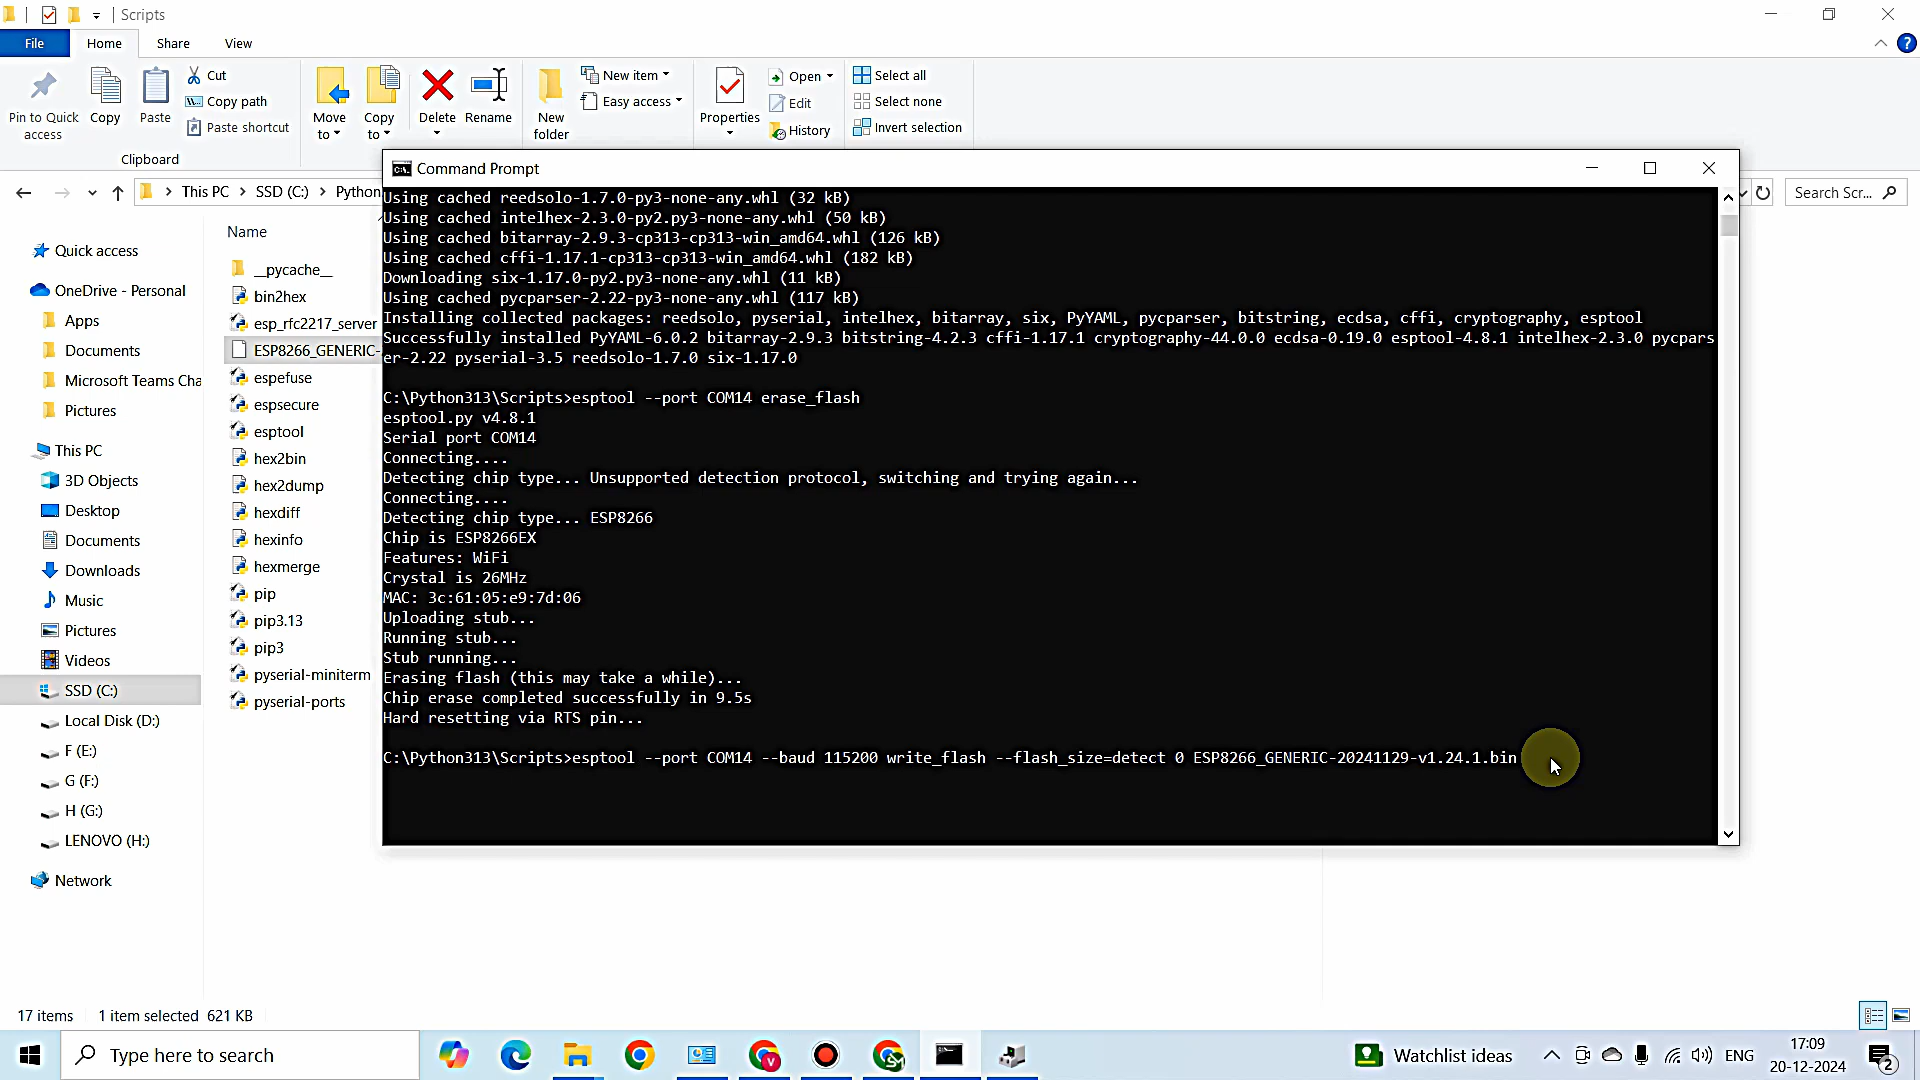 Scripts
File Home Share View
Pin to Quick access
Copy
Paste
Cut
Copy path
Paste shortcut
Clipboard
Move to
Copy to
Delete
Rename
New folder
New item
Easy access
Properties
Open
Edit
History
Select all
Select none
Invert selection
This PC > SSD (C:) > Python
Search Scr...
Quick access
OneDrive - Personal
Apps
Documents
Microsoft Teams Cha
Pictures
This PC
3D Objects
Desktop
Documents
Downloads
Music
Pictures
Videos
SSD (C:)
Local Disk (D:)
F (E:)
G (F:)
H (G:)
LENOVO (H:)
Network
Name
__pycache__
bin2hex
esp_rfc2217_server
ESP8266_GENERIC-
espefuse
espsecure
esptool
hex2bin
hex2dump
hexdiff
hexinfo
hexmerge
pip
pip3.13
pip3
pyserial-miniterm
pyserial-ports
Command Prompt
Using cached reedsolo-1.7.0-py3-none-any.whl (32 kB)
Using cached intelhex-2.3.0-py2.py3-none-any.whl (50 kB)
Using cached bitarray-2.9.3-cp313-cp313-win_amd64.whl (126 kB)
Using cached cffi-1.17.1-cp313-cp313-win_amd64.whl (182 kB)
Downloading six-1.17.0-py2.py3-none-any.whl (11 kB)
Using cached pycparser-2.22-py3-none-any.whl (117 kB)
Installing collected packages: reedsolo, pyserial, intelhex, bitarray, six, PyYAML, pycparser, bitstring, ecdsa, cffi, cryptography, esptool
Successfully installed PyYAML-6.0.2 bitarray-2.9.3 bitstring-4.2.3 cffi-1.17.1 cryptography-44.0.0 ecdsa-0.19.0 esptool-4.8.1 intelhex-2.3.0 pycpars
er-2.22 pyserial-3.5 reedsolo-1.7.0 six-1.17.0
C:\Python313\Scripts>esptool --port COM14 erase_flash
esptool.py v4.8.1
Serial port COM14
Connecting....
Detecting chip type... Unsupported detection protocol, switching and trying again...
Connecting....
Detecting chip type... ESP8266
Chip is ESP8266EX
Features: WiFi
Crystal is 26MHz
MAC: 3c:61:05:e9:7d:06
Uploading stub...
Running stub...
Stub running...
Erasing flash (this may take a while)...
Chip erase completed successfully in 9.5s
Hard resetting via RTS pin...
C:\Python313\Scripts>esptool --port COM14 --baud 115200 write_flash --flash_size=detect 0 ESP8266_GENERIC-20241129-v1.24.1.bin
17 items 1 item selected 621 KB
Type here to search
Watchlist ideas
ENG
17:09
20-12-2024
2